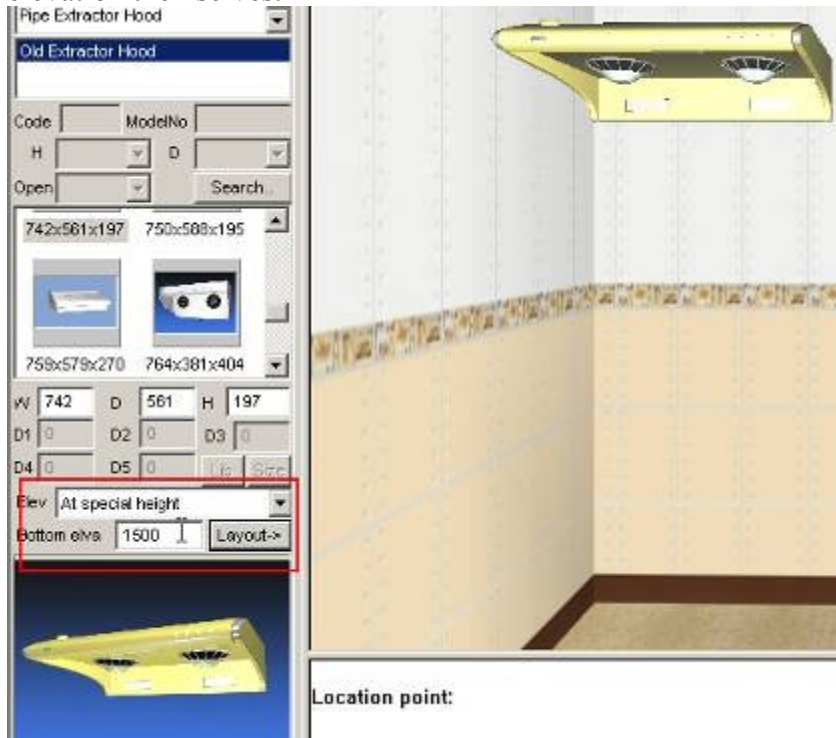 Pipe Extractor Hood
Old Extractor Hood
Code ModelNo
H D
Open Search..
742x561x197 750x588x195
759x579x270 764x381x404
W 742 D 561 H 197
D1 0 D2 0 D3 0
D4 0 D5 0 Size
Elev At special height
Bottom elva 1500 Layout->
Location point: